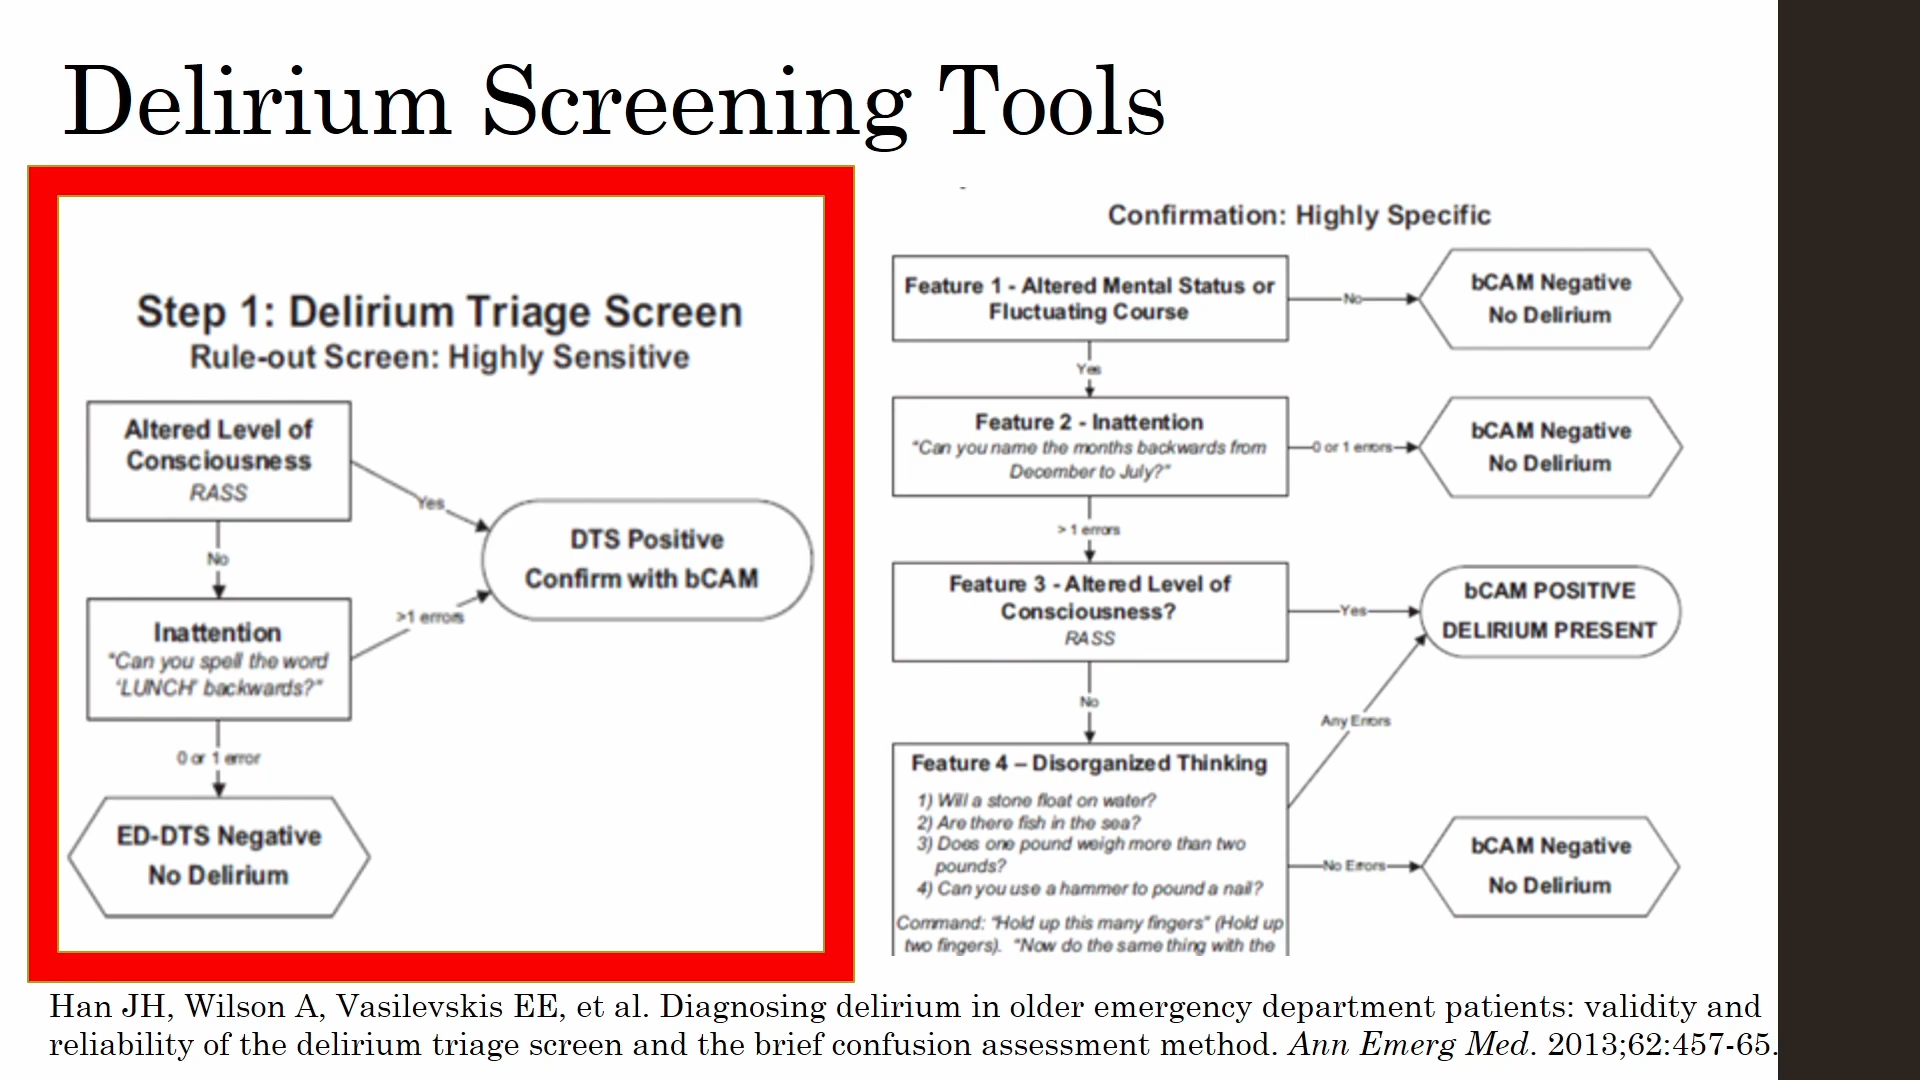 Delirium Screening Tools
Step 1: Delirium Triage Screen
Rule-out Screen: Highly Sensitive
Altered Level of
Consciousness
RASS
Yes
No
DTS Positive
Confirm with bCAM
Inattention
"Can you spell the word
'LUNCH' backwards?"
>1 errors
0 or 1 error
ED-DTS Negative
No Delirium
Confirmation: Highly Specific
Feature 1 - Altered Mental Status or
Fluctuating Course
No
bCAM Negative
No Delirium
Yes
Feature 2 - Inattention
"Can you name the months backwards from
December to July?"
0 or 1 errors
bCAM Negative
No Delirium
> 1 errors
Feature 3 - Altered Level of
Consciousness?
RASS
Yes
bCAM POSITIVE
DELIRIUM PRESENT
No
Any Errors
Feature 4 – Disorganized Thinking
1) Will a stone float on water?
2) Are there fish in the sea?
3) Does one pound weigh more than two
pounds?
4) Can you use a hammer to pound a nail?
Command: "Hold up this many fingers" (Hold up
two fingers). "Now do the same thing with the
No Errors
bCAM Negative
No Delirium
Han JH, Wilson A, Vasilevskis EE, et al. Diagnosing delirium in older emergency department patients: validity and
reliability of the delirium triage screen and the brief confusion assessment method. Ann Emerg Med. 2013;62:457-65.